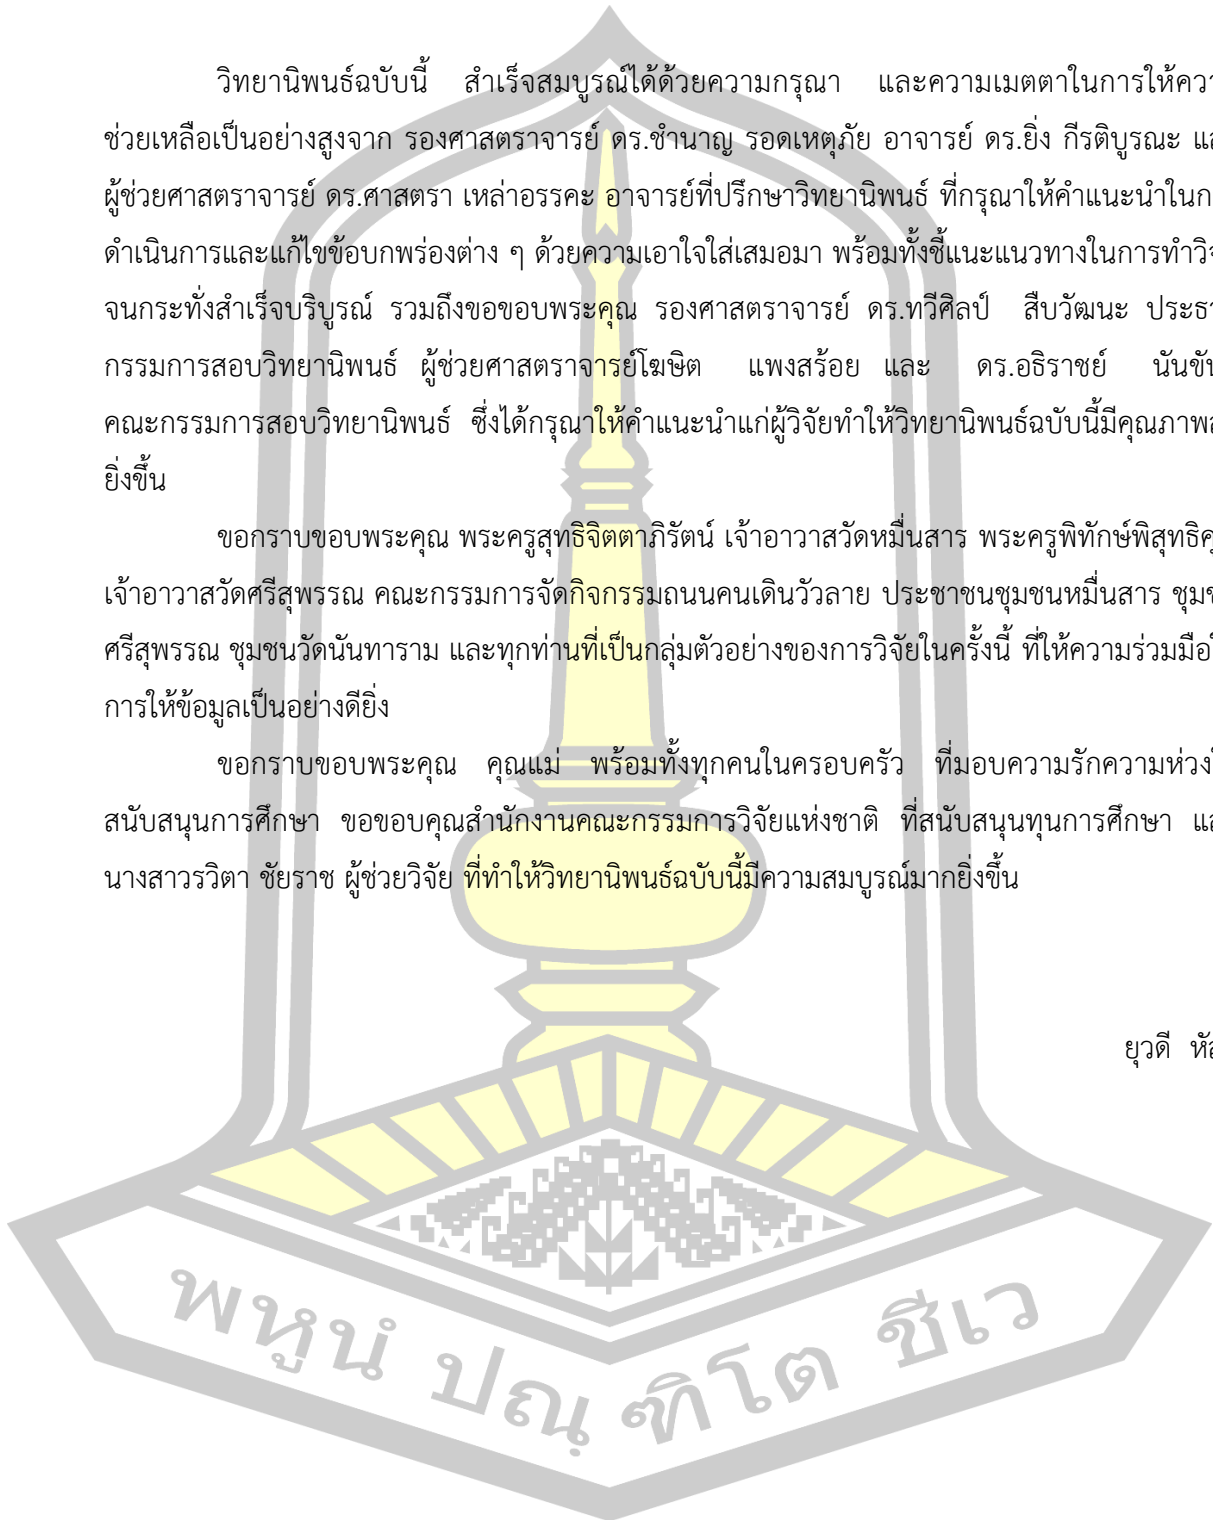 วิทยานิพนธ์ฉบับนี้ สำเร็จสมบูรณ์ได้ด้วยความกรุณา และความเมตตาในการให้ควา
ช่วยเหลือเป็นอย่างสูงจาก รองศาสตราจารย์ ดร.ชำนาญ รอดเหตุภัย อาจารย์ ดร.ยิ่ง กีรติบูรณะ แล
ผู้ช่วยศาสตราจารย์ ดร.ศาสตรา เหล่าอรรคะ อาจารย์ที่ปรึกษาวิทยานิพนธ์ ที่กรุณาให้คำแนะนำในก
ดำเนินการและแก้ไขข้อบกพร่องต่าง ๆ ด้วยความเอาใจใส่เสมอมา พร้อมทั้งชี้แนะแนวทางในการทำวิจ
จนกระทั่งสำเร็จบริบูรณ์ รวมถึงขอขอบพระคุณ รองศาสตราจารย์ ดร.ทวีศิลป์ สืบวัฒนะ ประธา
กรรมการสอบวิทยานิพนธ์ ผู้ช่วยศาสตราจารย์โฆษิต แพงสร้อย และ ดร.อธิราชย์ นันขัน
คณะกรรมการสอบวิทยานิพนธ์ ซึ่งได้กรุณาให้คำแนะนำแก่ผู้วิจัยทำให้วิทยานิพนธ์ฉบับนี้มีคุณภาพส
ยิ่งขึ้น
ขอกราบขอบพระคุณ พระครูสุทธิจิตตาภิรัตน์ เจ้าอาวาสวัดหมื่นสาร พระครูพิทักษ์พิสุทธิคุ
เจ้าอาวาสวัดศรีสุพรรณ คณะกรรมการจัดกิจกรรมถนนคนเดินวัวลาย ประชาชนชุมชนหมื่นสาร ชุมช
ศรีสุพรรณ ชุมชนวัดนันทาราม และทุกท่านที่เป็นกลุ่มตัวอย่างของการวิจัยในครั้งนี้ ที่ให้ความร่วมมือใ
การให้ข้อมูลเป็นอย่างดียิ่ง
ขอกราบขอบพระคุณ คุณแม่ พร้อมทั้งทุกคนในครอบครัว ที่มอบความรักความห่วงใ
สนับสนุนการศึกษา ขอขอบคุณสำนักงานคณะกรรมการวิจัยแห่งชาติ ที่สนับสนุนทุนการศึกษา แล
นางสาวรวิตา ชัยราช ผู้ช่วยวิจัย ที่ทำให้วิทยานิพนธ์ฉบับนี้มีความสมบูรณ์มากยิ่งขึ้น
ยุวดี หัส
พหูนํ ปณฺ ฑิโต ชีเว